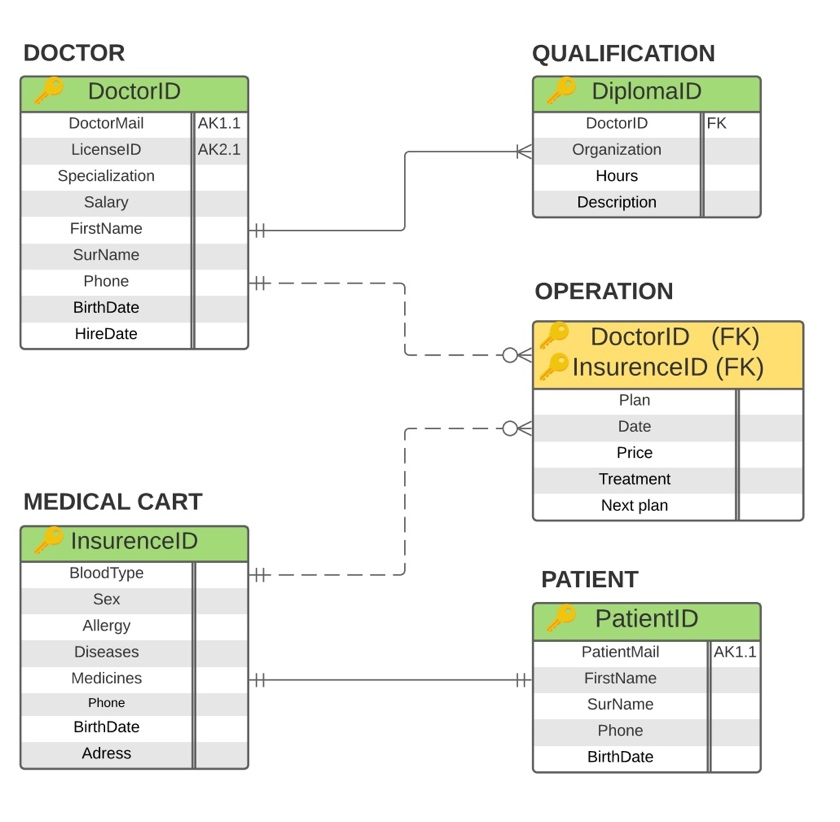 DOCTOR
DoctorID
DoctorMail AK1.1
LicenseID AK2.1
Specialization
Salary
FirstName
SurName
Phone
BirthDate
HireDate
QUALIFICATION
DiplomaID
DoctorID FK
Organization
Hours
Description
OPERATION
DoctorID (FK)
InsurenceID (FK)
Plan
Date
Price
Treatment
Next plan
MEDICAL CART
InsurenceID
BloodType
Sex
Allergy
Diseases
Medicines
Phone
BirthDate
Adress
PATIENT
PatientID
PatientMail AK1.1
FirstName
SurName
Phone
BirthDate